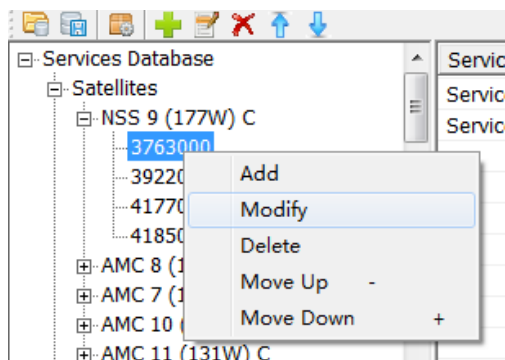 Services Database
Satellites
NSS 9 (177W) C
3763000
39220
41770
41850
AMC 8 (1
AMC 7 (1
AMC 10 (
AMC 11 (131W) C
Add
Modify
Delete
Move Up -
Move Down +
Servic
Servic
Servic